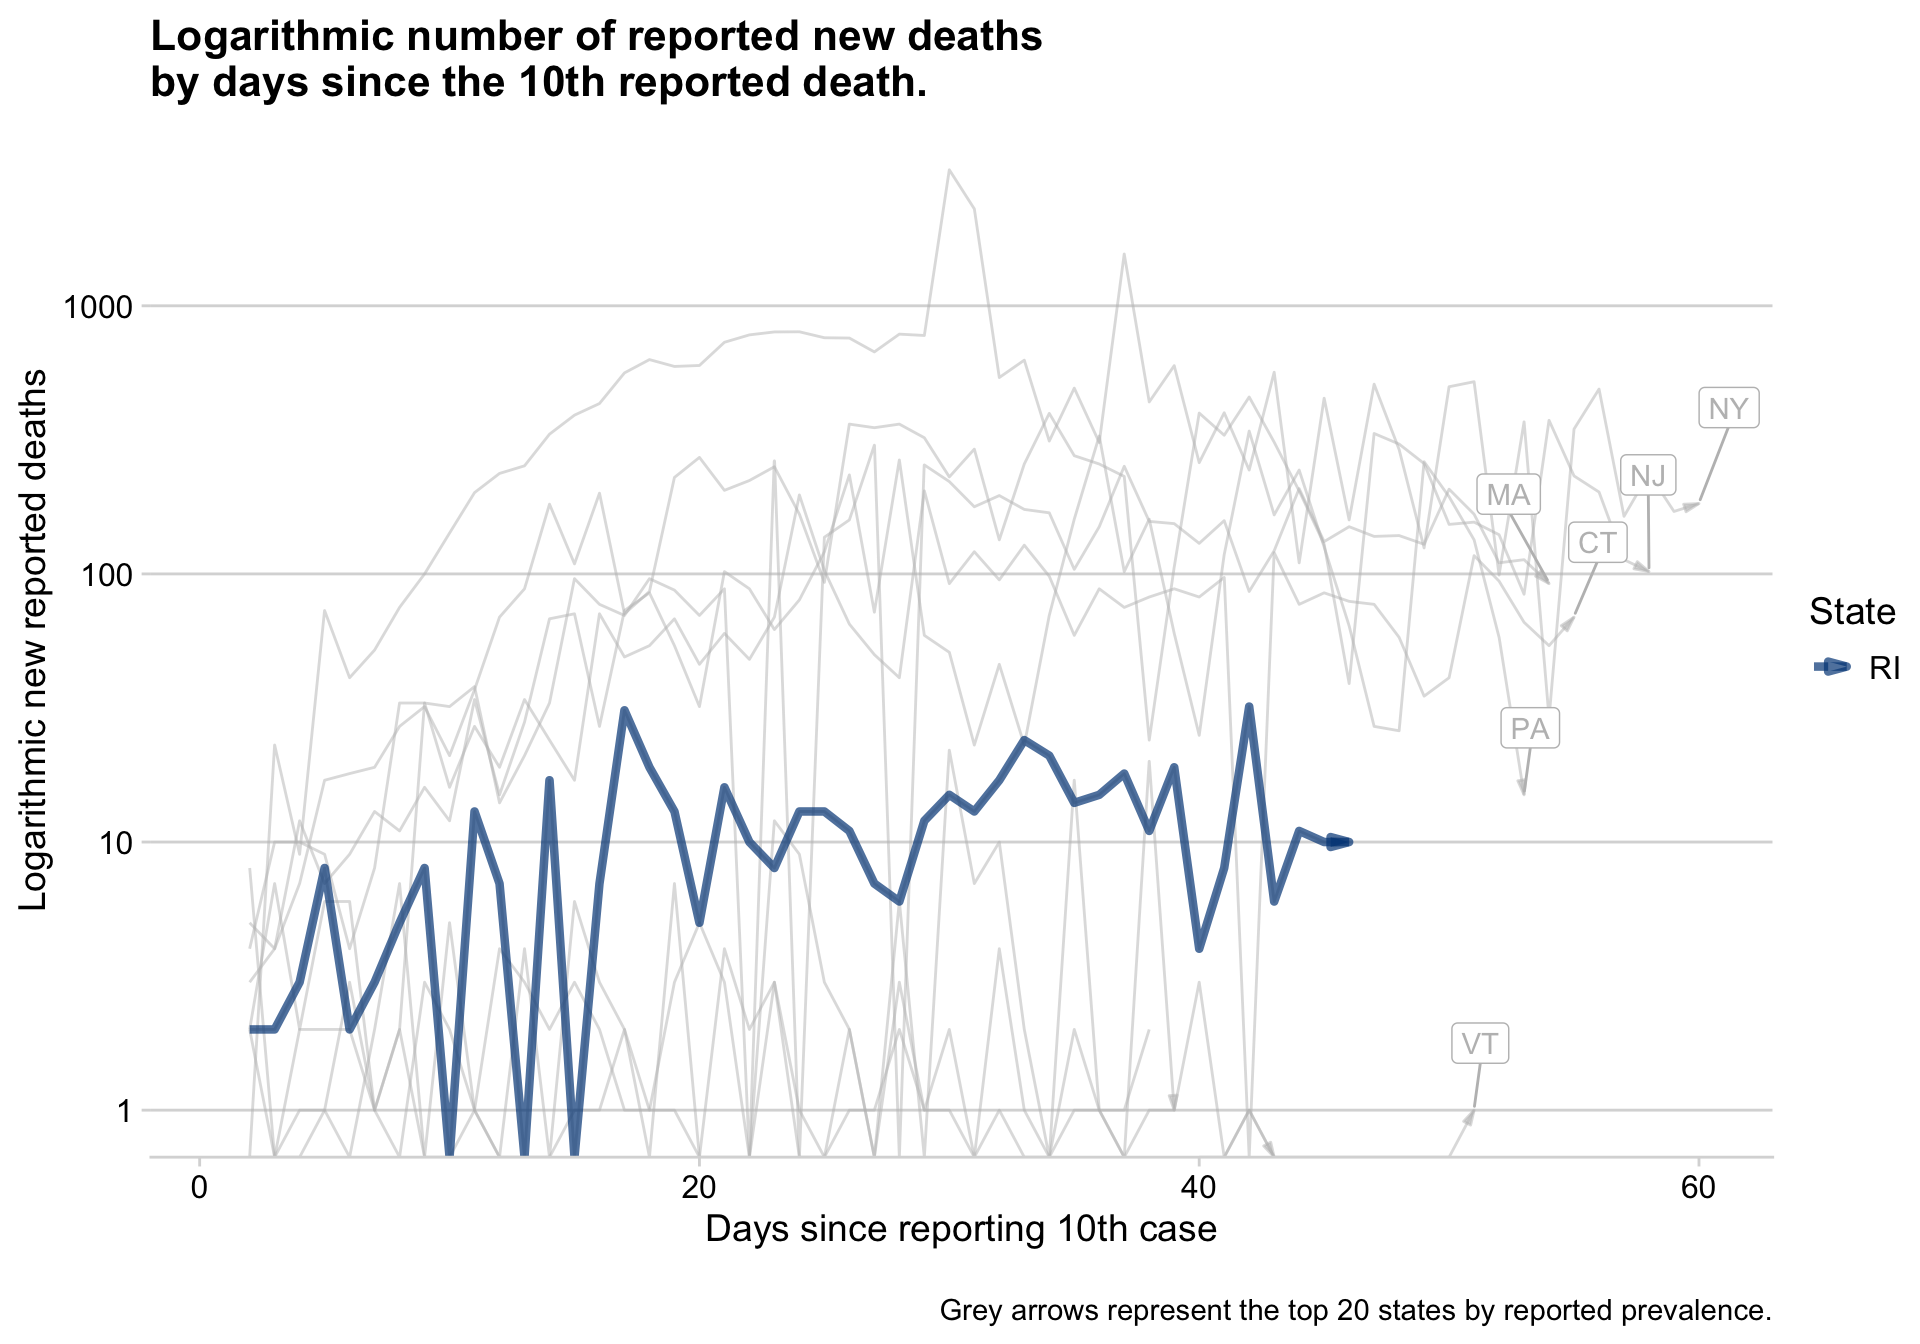 Logarithmic number of reported new deaths
by days since the 10th reported death.
Logarithmic new reported deaths
1000
100
10
1
NY
NJ
MA
CT
PA
VT
State
RI
0
20
40
60
Days since reporting 10th case
Grey arrows represent the top 20 states by reported prevalence.